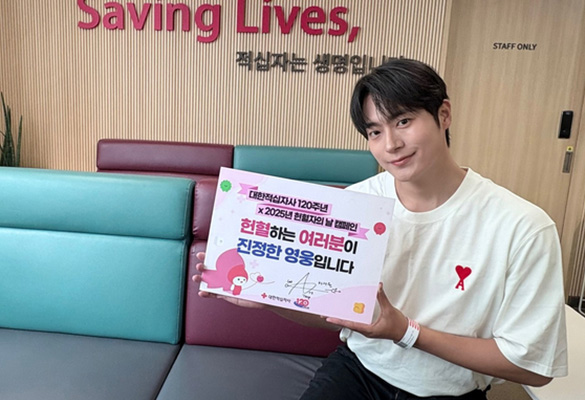 Saving Lives,
적십자는 생명입니다
STAFF ONLY
대한적십자사 120주년
x 2025년 헌혈자의 날 캠페인
헌혈하는 여러분이
진정한 영웅입니다
대한적십자사
120